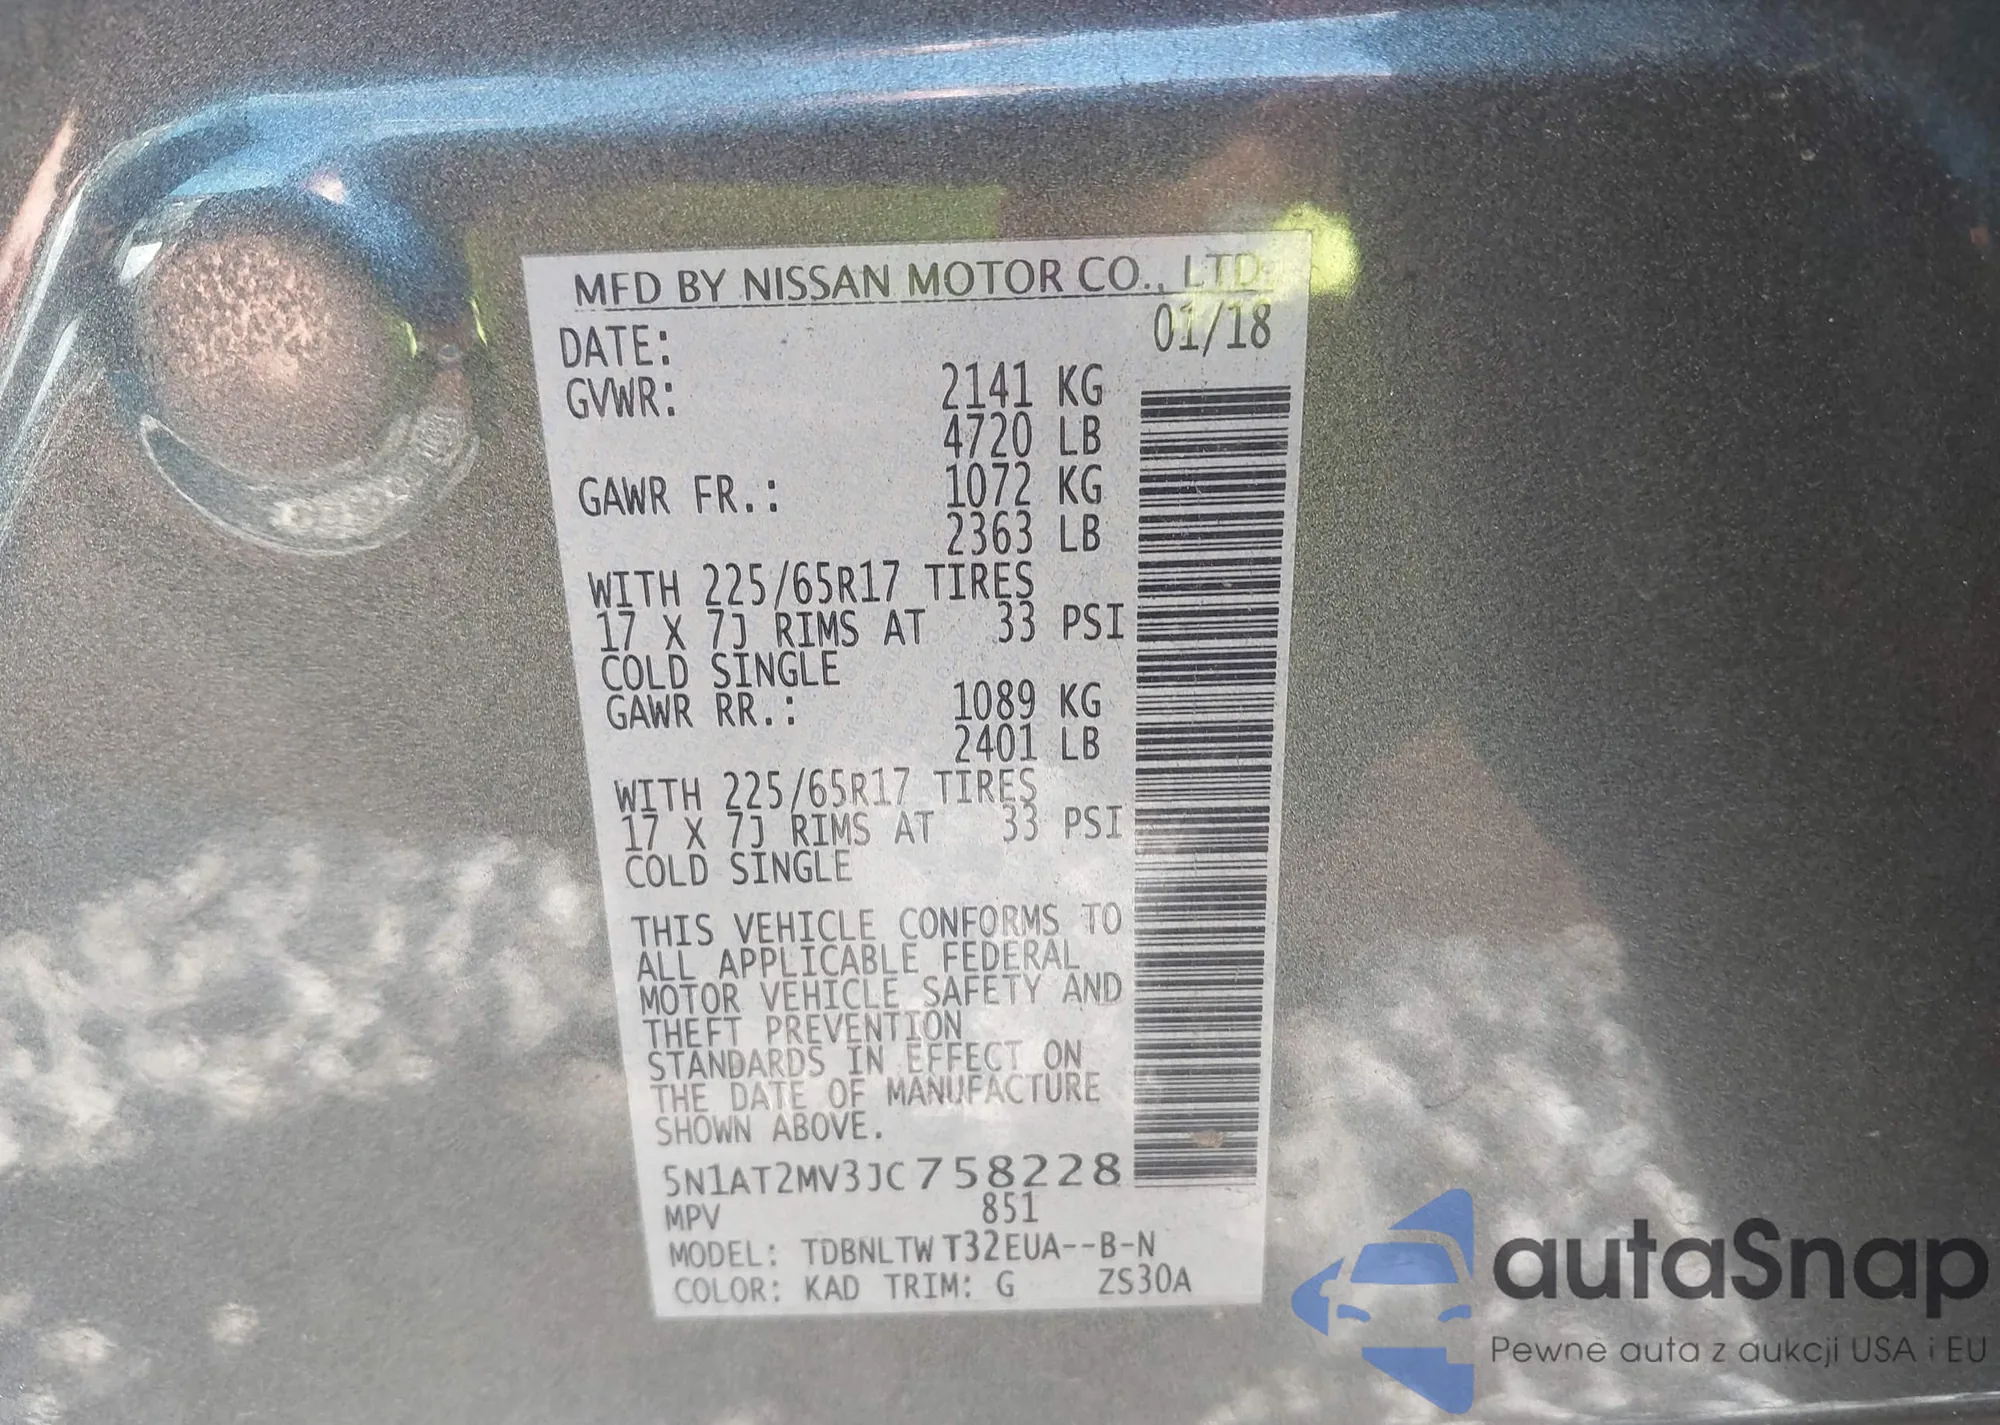 MFD BY NISSAN MOTOR CO., LTD.
DATE: 01/18
GVWR: 2141 KG
4720 LB
GAWR FR.: 1072 KG
2363 LB
WITH 225/65R17 TIRES
17 X 7J RIMS AT 33 PSI
COLD SINGLE
GAWR RR.: 1089 KG
2401 LB
WITH 225/65R17 TIRES
17 X 7J RIMS AT 33 PSI
COLD SINGLE
THIS VEHICLE CONFORMS TO
ALL APPLICABLE FEDERAL
MOTOR VEHICLE SAFETY AND
THEFT PREVENTION
STANDARDS IN EFFECT ON
THE DATE OF MANUFACTURE
SHOWN ABOVE.
5N1AT2MV3JC758228
MPV 851
MODEL: TDBNLTW T32EUA--B-N
COLOR: KAD TRIM: G ZS30A
autaSnap
Pewne auta z aukcji USA i EU